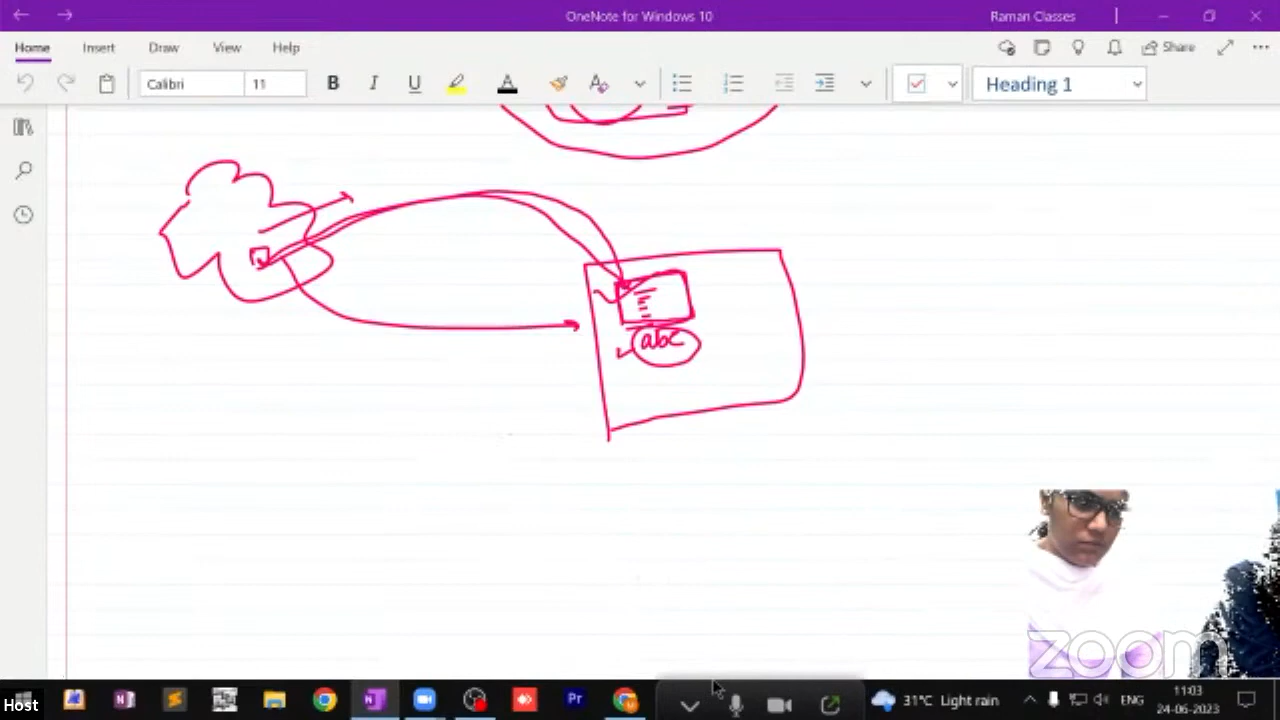 OneNote for Windows 10
Raman Classes
Home Insert Draw View Help
Share
Calibri 11 B I U A Heading 1
abc
zoom
Host
Pr
31°C Light rain
ENG
11:03
24-06-2023